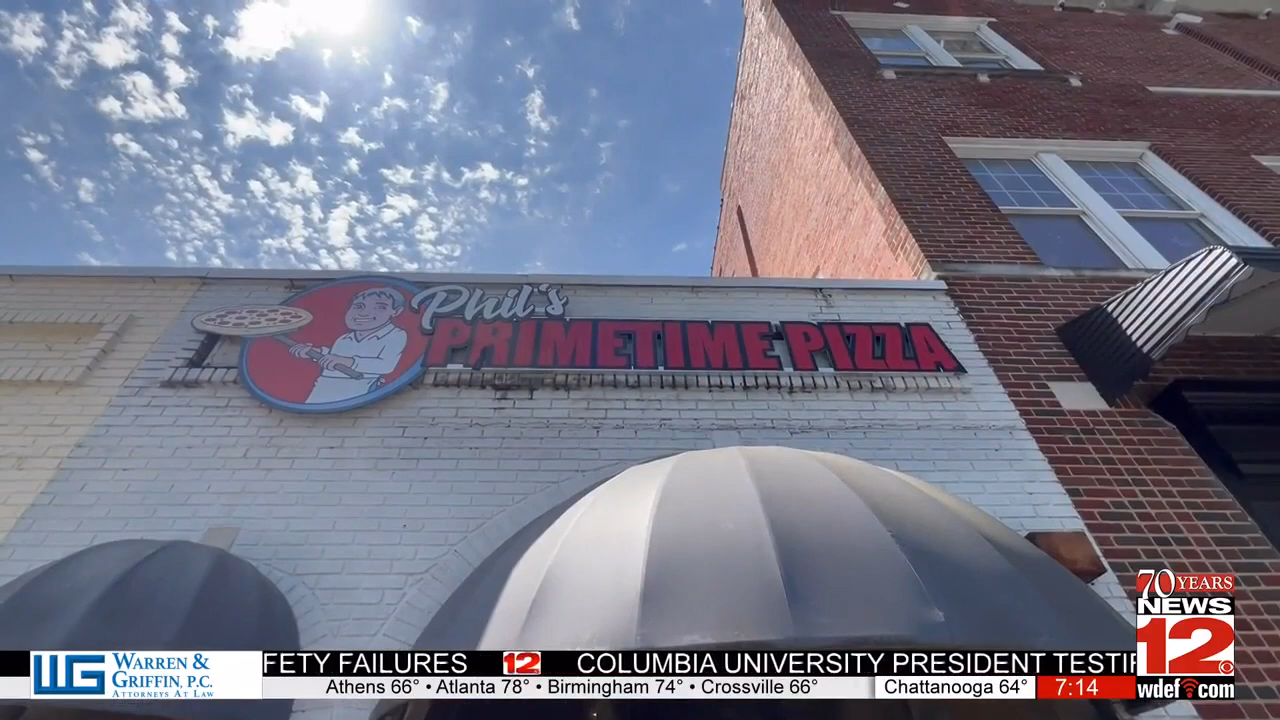 Phil's
PRIMETIME PIZZA
70 YEARS
NEWS
12
wdef.com
WG WARREN &
GRIFFIN, P.C.
ATTORNEYS AT LAW
FETY FAILURES 12 COLUMBIA UNIVERSITY PRESIDENT TESTIF
Athens 66° • Atlanta 78° • Birmingham 74° • Crossville 66° Chattanooga 64° 7:14